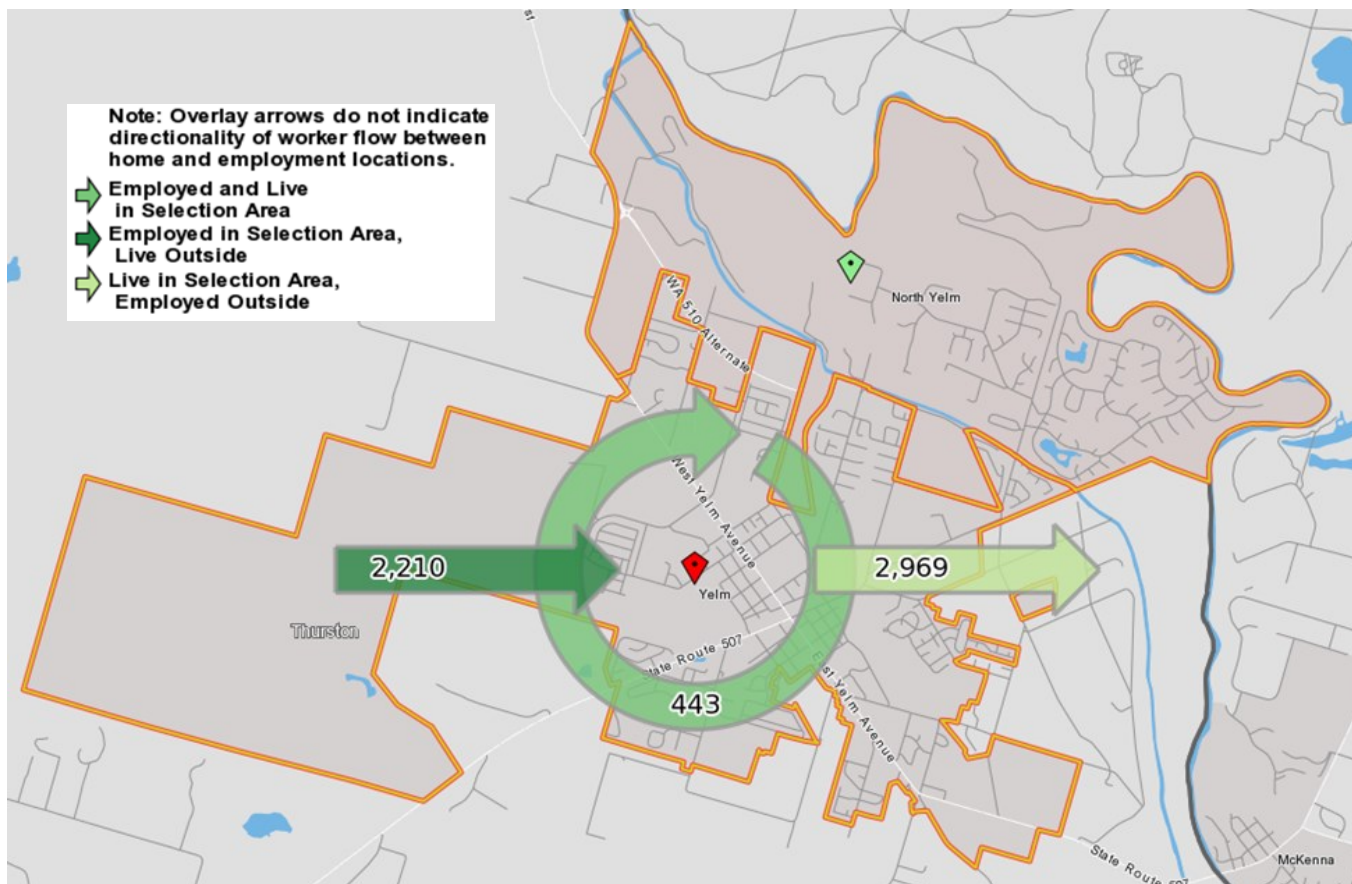 st
Note: Overlay arrows do not indicate
directionality of worker flow between
home and employment locations.
Employed and Live
in Selection Area
Employed in Selection Area,
Live Outside
Live in Selection Area,
Employed Outside
North Yelm
WA 510 Alternate
West Yelm Avenue
2,210
2,969
Yelm
Thurston
State Route 507
East Yelm Avenue
443
State Route 507
McKenna